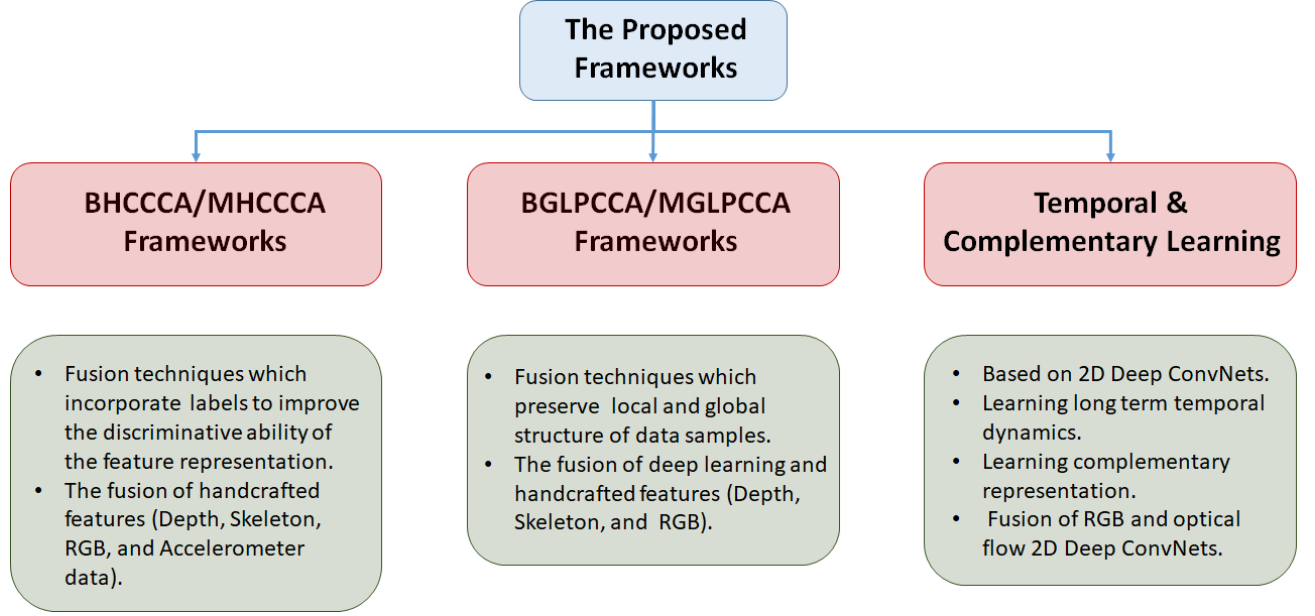 The Proposed
Frameworks
BHCCCA/MHCCCA
Frameworks
BGLPCCA/MGLPCCA
Frameworks
Temporal &
Complementary Learning
• Fusion techniques which
incorporate labels to improve
the discriminative ability of
the feature representation.
• The fusion of handcrafted
features (Depth, Skeleton,
RGB, and Accelerometer
data).
• Fusion techniques which
preserve local and global
structure of data samples.
• The fusion of deep learning and
handcrafted features (Depth,
Skeleton, and RGB).
• Based on 2D Deep ConvNets.
• Learning long term temporal
dynamics.
• Learning complementary
representation.
• Fusion of RGB and optical
flow 2D Deep ConvNets.